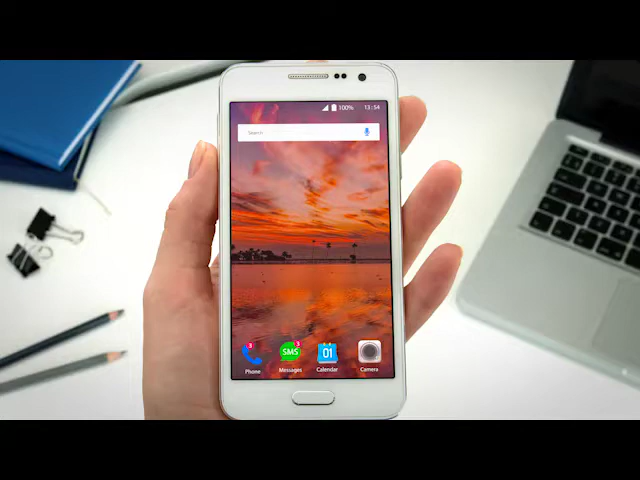 100% 13:54
Search
3
3
SMS
01
Phone
Messages
Calendar
Camera